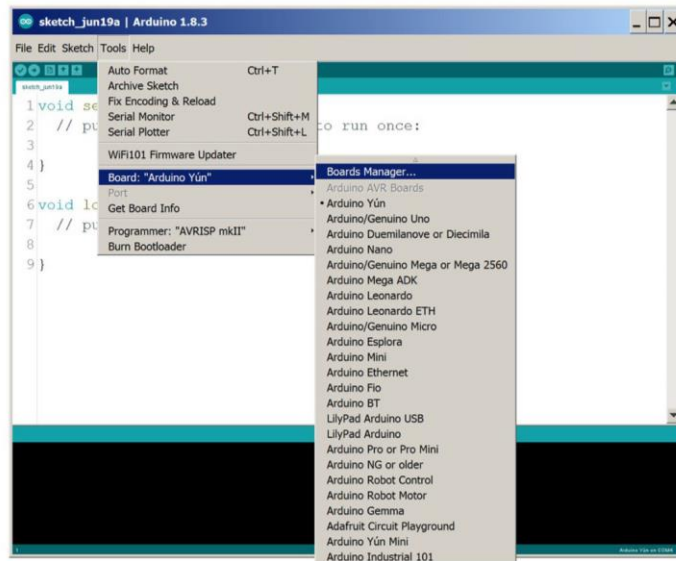 sketch_jun19a | Arduino 1.8.3
File Edit Sketch Tools Help
sketch_jun19a
1 void se
2 // pu
to run once:
3
4 }
5
6 void lo
7 // pu
8
9 }
Auto Format Ctrl+T
Archive Sketch
Fix Encoding & Reload
Serial Monitor Ctrl+Shift+M
Serial Plotter Ctrl+Shift+L
WiFi101 Firmware Updater
Board: "Arduino Yún"
Port
Get Board Info
Programmer: "AVRISP mkII"
Burn Bootloader
Boards Manager...
Arduino AVR Boards
• Arduino Yún
Arduino/Genuino Uno
Arduino Duemilanove or Diecimila
Arduino Nano
Arduino/Genuino Mega or Mega 2560
Arduino Mega ADK
Arduino Leonardo
Arduino Leonardo ETH
Arduino/Genuino Micro
Arduino Esplora
Arduino Mini
Arduino Ethernet
Arduino Fio
Arduino BT
LilyPad Arduino USB
LilyPad Arduino
Arduino Pro or Pro Mini
Arduino NG or older
Arduino Robot Control
Arduino Robot Motor
Arduino Gemma
Adafruit Circuit Playground
Arduino Yún Mini
Arduino Industrial 101
1
Arduino Yún on